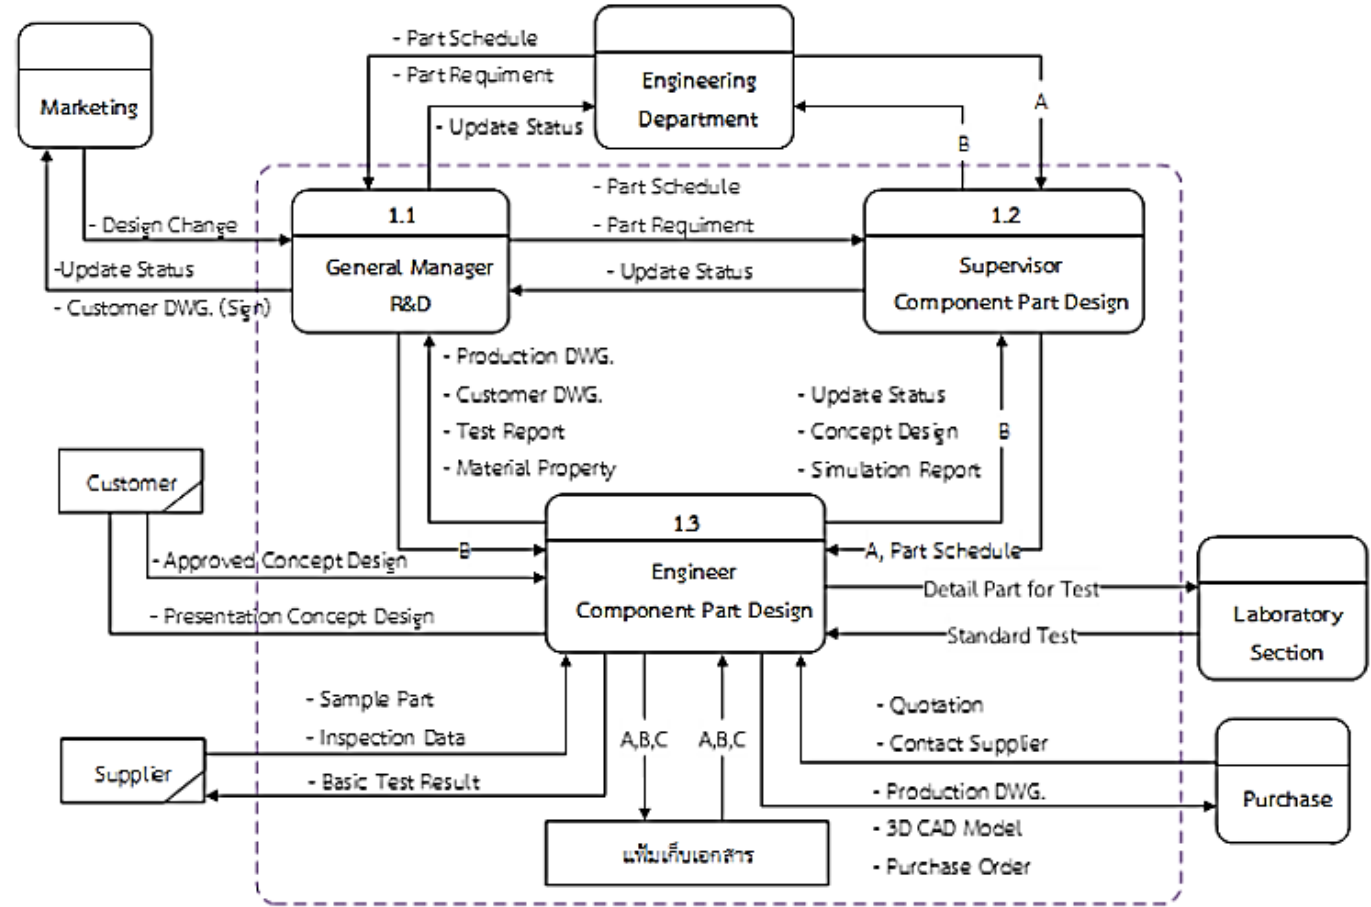 - Part Schedule
- Part Requiment
Engineering
Department
Marketing
A
- Update Status
B
- Part Schedule
- Part Requiment
1.1
1.2
- Design Change
General Manager
R&D
Supervisor
Component Part Design
-Update Status
- Customer DWG. (Sign)
- Update Status
- Production DWG.
- Customer DWG.
- Test Report
- Material Property
- Update Status
- Concept Design
- Simulation Report
B
Customer
1.3
B
A, Part Schedule
- Approved Concept Design
Engineer
Component Part Design
Detail Part for Test
- Presentation Concept Design
Standard Test
Laboratory
Section
- Sample Part
- Inspection Data
A,B,C
A,B,C
- Quotation
- Contact Supplier
Supplier
- Basic Test Result
- Production DWG.
- 3D CAD Model
- Purchase Order
Purchase
แฟ้มเก็บเอกสาร